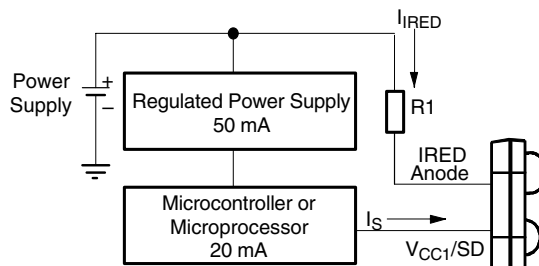 I_IRED
Power
Supply
+
–
Regulated Power Supply
50 mA
R1
IRED
Anode
Microcontroller or
Microprocessor
20 mA
I_S
V_CC1/SD